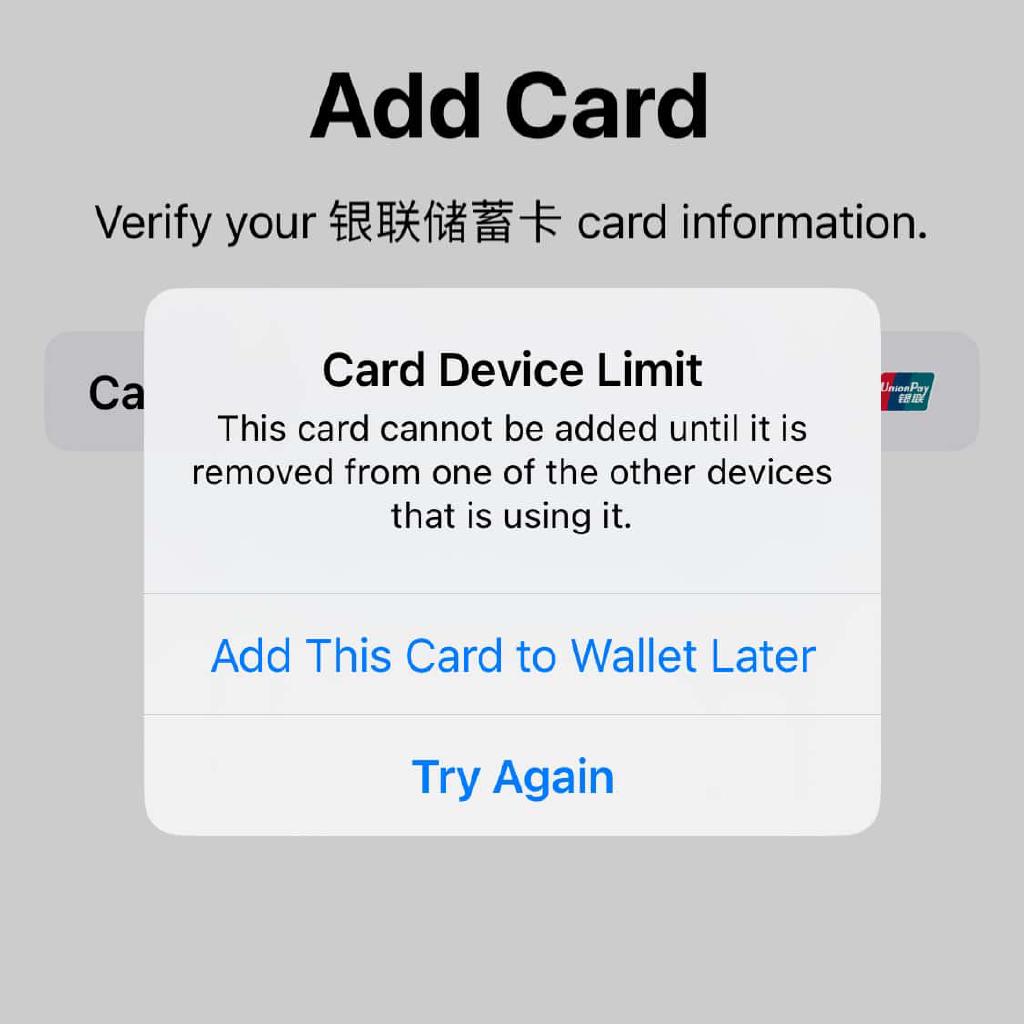 Add Card
Verify your 银联储蓄卡 card information.
Ca
UnionPay
银联
Card Device Limit
This card cannot be added until it is
removed from one of the other devices
that is using it.
Add This Card to Wallet Later
Try Again